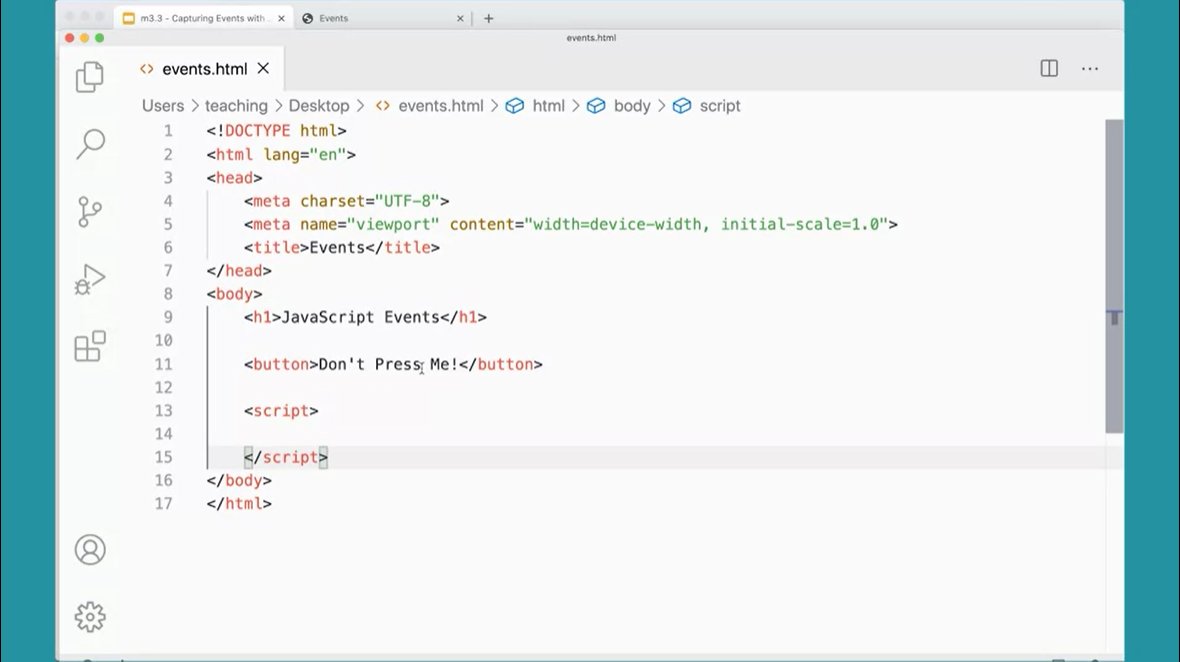 m3.3 - Capturing Events with
Events
events.html
events.html
Users > teaching > Desktop > events.html > html > body > script
1 <!DOCTYPE html>
2 <html lang="en">
3 <head>
4 <meta charset="UTF-8">
5 <meta name="viewport" content="width=device-width, initial-scale=1.0">
6 <title>Events</title>
7 </head>
8 <body>
9 <h1>JavaScript Events</h1>
10
11 <button>Don't Press Me!</button>
12
13 <script>
14
15 </script>
16 </body>
17 </html>